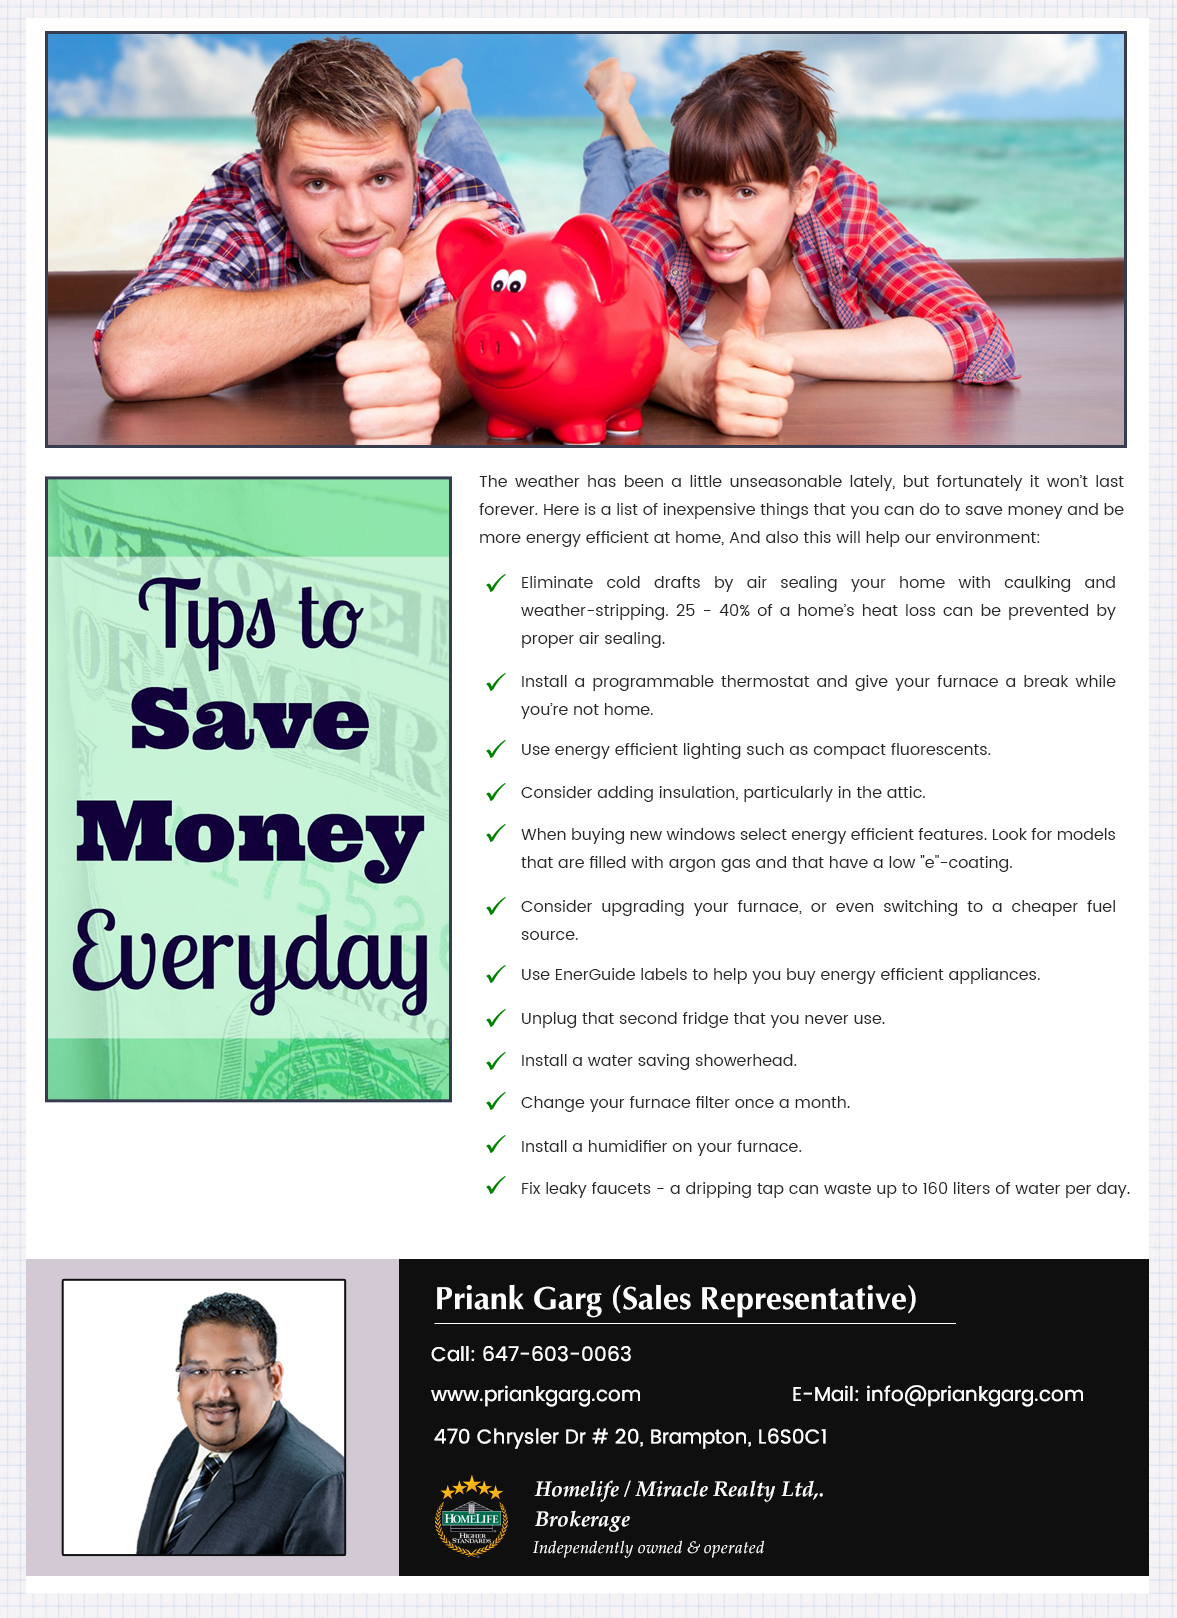 Tips to
Save
Money
Everyday
The weather has been a little unseasonable lately, but fortunately it won't last
forever. Here is a list of inexpensive things that you can do to save money and be
more energy efficient at home, And also this will help our environment:
Eliminate cold drafts by air sealing your home with caulking and
weather-stripping. 25 - 40% of a home's heat loss can be prevented by
proper air sealing.
Install a programmable thermostat and give your furnace a break while
you're not home.
Use energy efficient lighting such as compact fluorescents.
Consider adding insulation, particularly in the attic.
When buying new windows select energy efficient features. Look for models
that are filled with argon gas and that have a low "e"-coating.
Consider upgrading your furnace, or even switching to a cheaper fuel
source.
Use EnerGuide labels to help you buy energy efficient appliances.
Unplug that second fridge that you never use.
Install a water saving showerhead.
Change your furnace filter once a month.
Install a humidifier on your furnace.
Fix leaky faucets - a dripping tap can waste up to 160 liters of water per day.
Priank Garg (Sales Representative)
Call: 647-603-0063
www.priankgarg.com E-Mail: info@priankgarg.com
470 Chrysler Dr # 20, Brampton, L6S0C1
HOMELIFE
HIGHER
STANDARDS
Homelife / Miracle Realty Ltd,.
Brokerage
Independently owned & operated